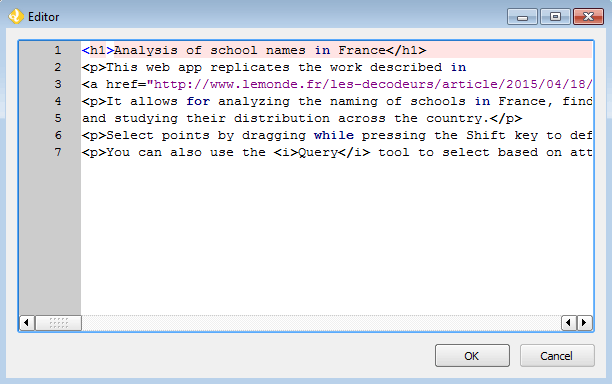 Editor
1 <h1>Analysis of school names in France</h1>
2 <p>This web app replicates the work described in
3 <a href="http://www.lemonde.fr/les-decodeurs/article/2015/04/18/
4 <p>It allows for analyzing the naming of schools in France, find
5 and studying their distribution across the country.</p>
6 <p>Select points by dragging while pressing the Shift key to def
7 <p>You can also use the <i>Query</i> tool to select based on att
OK Cancel